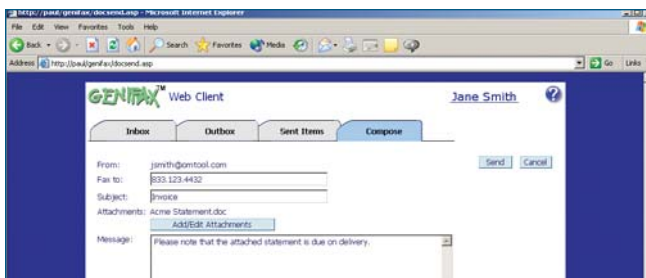 http://paul/genifax/docsend.asp - Microsoft Internet Explorer
File Edit View Favorites Tools Help
Back Search Favorites Media
Address http://paul/genifax/docsend.asp Go Links
GENIFAX™ Web Client Jane Smith ?
Inbox Outbox Sent Items Compose
From: jsmith@omtool.com Send Cancel
Fax to: 833.123.4432
Subject: Invoice
Attachments: Acme Statement.doc
Add/Edit Attachments
Message: Please note that the attached statement is due on delivery.